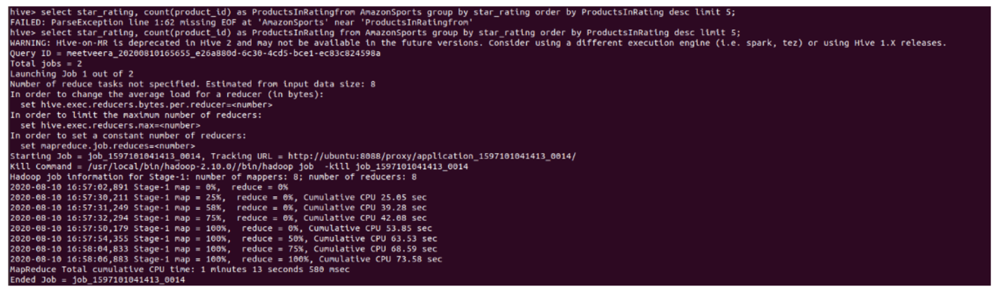 hive> select star_rating, count(product_id) as ProductsInRatingfrom AmazonSports group by star_rating order by ProductsInRating desc limit 5;
FAILED: ParseException line 1:62 missing EOF at 'AmazonSports' near 'ProductsInRatingfrom'
hive> select star_rating, count(product_id) as ProductsInRating from AmazonSports group by star_rating order by ProductsInRating desc limit 5;
WARNING: Hive-on-MR is deprecated in Hive 2 and may not be available in the future versions. Consider using a different execution engine (i.e. spark, tez) or using Hive 1.X releases.
Query ID = meetveera_20200810165655_e26a880d-6c30-4cd5-bce1-ec83c824598a
Total jobs = 2
Launching Job 1 out of 2
Number of reduce tasks not specified. Estimated from input data size: 8
In order to change the average load for a reducer (in bytes):
  set hive.exec.reducers.bytes.per.reducer=<number>
In order to limit the maximum number of reducers:
  set hive.exec.reducers.max=<number>
In order to set a constant number of reducers:
  set mapreduce.job.reduces=<number>
Starting Job = job_1597101041413_0014, Tracking URL = http://ubuntu:8088/proxy/application_1597101041413_0014/
Kill Command = /usr/local/bin/hadoop-2.10.0//bin/hadoop job  -kill job_1597101041413_0014
Hadoop job information for Stage-1: number of mappers: 8; number of reducers: 8
2020-08-10 16:57:02,891 Stage-1 map = 0%,  reduce = 0%
2020-08-10 16:57:30,211 Stage-1 map = 25%,  reduce = 0%, Cumulative CPU 25.05 sec
2020-08-10 16:57:31,249 Stage-1 map = 58%,  reduce = 0%, Cumulative CPU 39.28 sec
2020-08-10 16:57:32,294 Stage-1 map = 75%,  reduce = 0%, Cumulative CPU 42.08 sec
2020-08-10 16:57:50,179 Stage-1 map = 100%,  reduce = 0%, Cumulative CPU 53.85 sec
2020-08-10 16:57:54,355 Stage-1 map = 100%,  reduce = 50%, Cumulative CPU 63.53 sec
2020-08-10 16:58:04,833 Stage-1 map = 100%,  reduce = 75%, Cumulative CPU 68.59 sec
2020-08-10 16:58:06,883 Stage-1 map = 100%,  reduce = 100%, Cumulative CPU 73.58 sec
MapReduce Total cumulative CPU time: 1 minutes 13 seconds 580 msec
Ended Job = job_1597101041413_0014